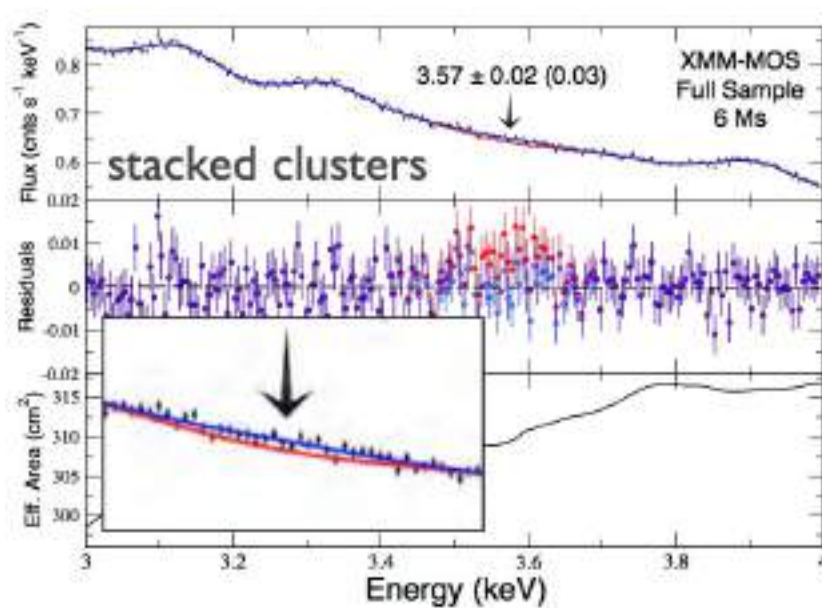 XMM-MOS
Full Sample
6 Ms
3.57 ± 0.02 (0.03)
stacked clusters
Flux (cnts s⁻¹ keV⁻¹)
0.8
0.7
0.6
0.02
Residuals
0.01
0
-0.01
-0.02
Eff. Area (cm²)
315
310
305
300
3
3.2
3.4
3.6
3.8
4
Energy (keV)